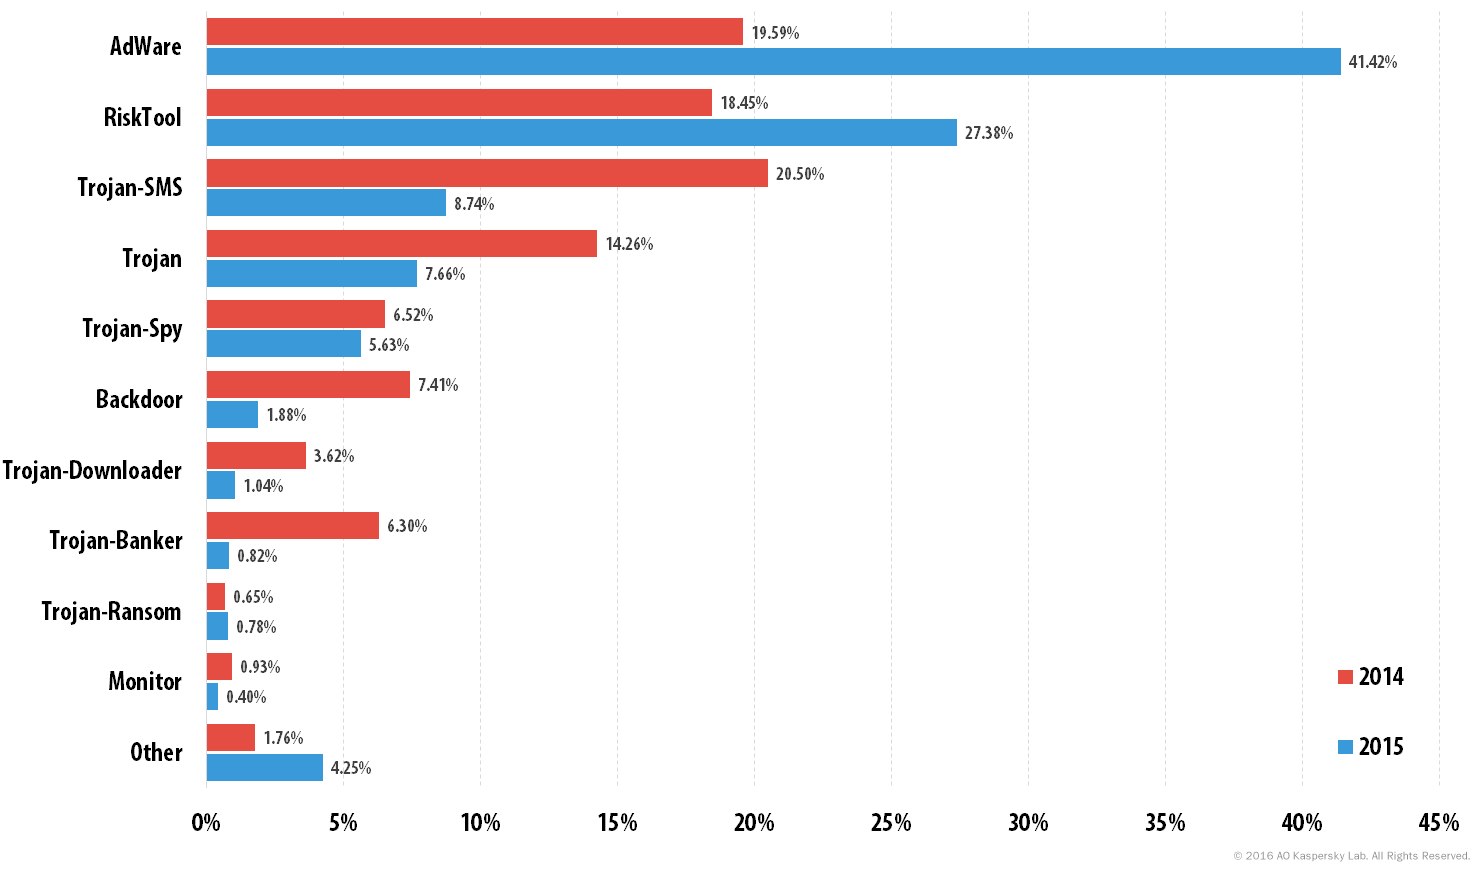 AdWare
19.59%
41.42%
RiskTool
18.45%
27.38%
Trojan-SMS
20.50%
8.74%
Trojan
14.26%
7.66%
Trojan-Spy
6.52%
5.63%
Backdoor
7.41%
1.88%
Trojan-Downloader
3.62%
1.04%
Trojan-Banker
6.30%
0.82%
Trojan-Ransom
0.65%
0.78%
Monitor
0.93%
0.40%
Other
1.76%
4.25%
2014
2015
0% 5% 10% 15% 20% 25% 30% 35% 40% 45%
© 2016 AO Kaspersky Lab. All Rights Reserved.